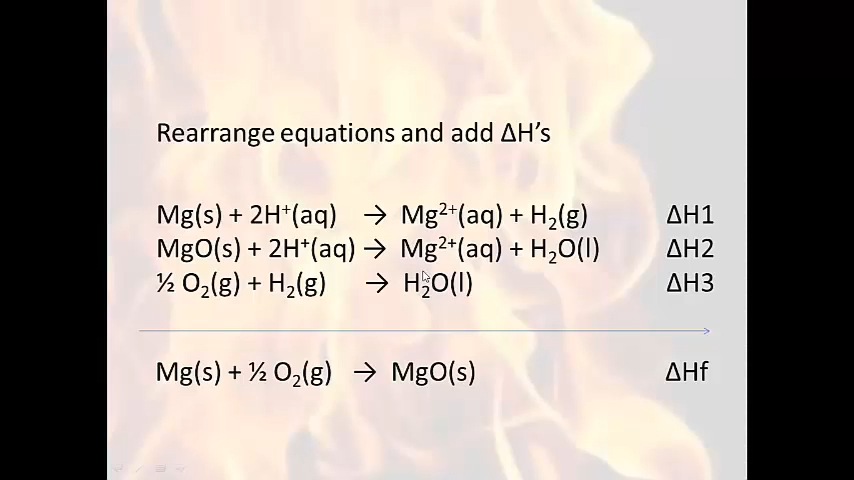 Rearrange equations and add ΔH's
Mg(s) + 2H⁺(aq) → Mg²⁺(aq) + H₂(g) ΔH1
MgO(s) + 2H⁺(aq) → Mg²⁺(aq) + H₂O(l) ΔH2
½ O₂(g) + H₂(g) → H₂O(l) ΔH3
Mg(s) + ½ O₂(g) → MgO(s) ΔHf